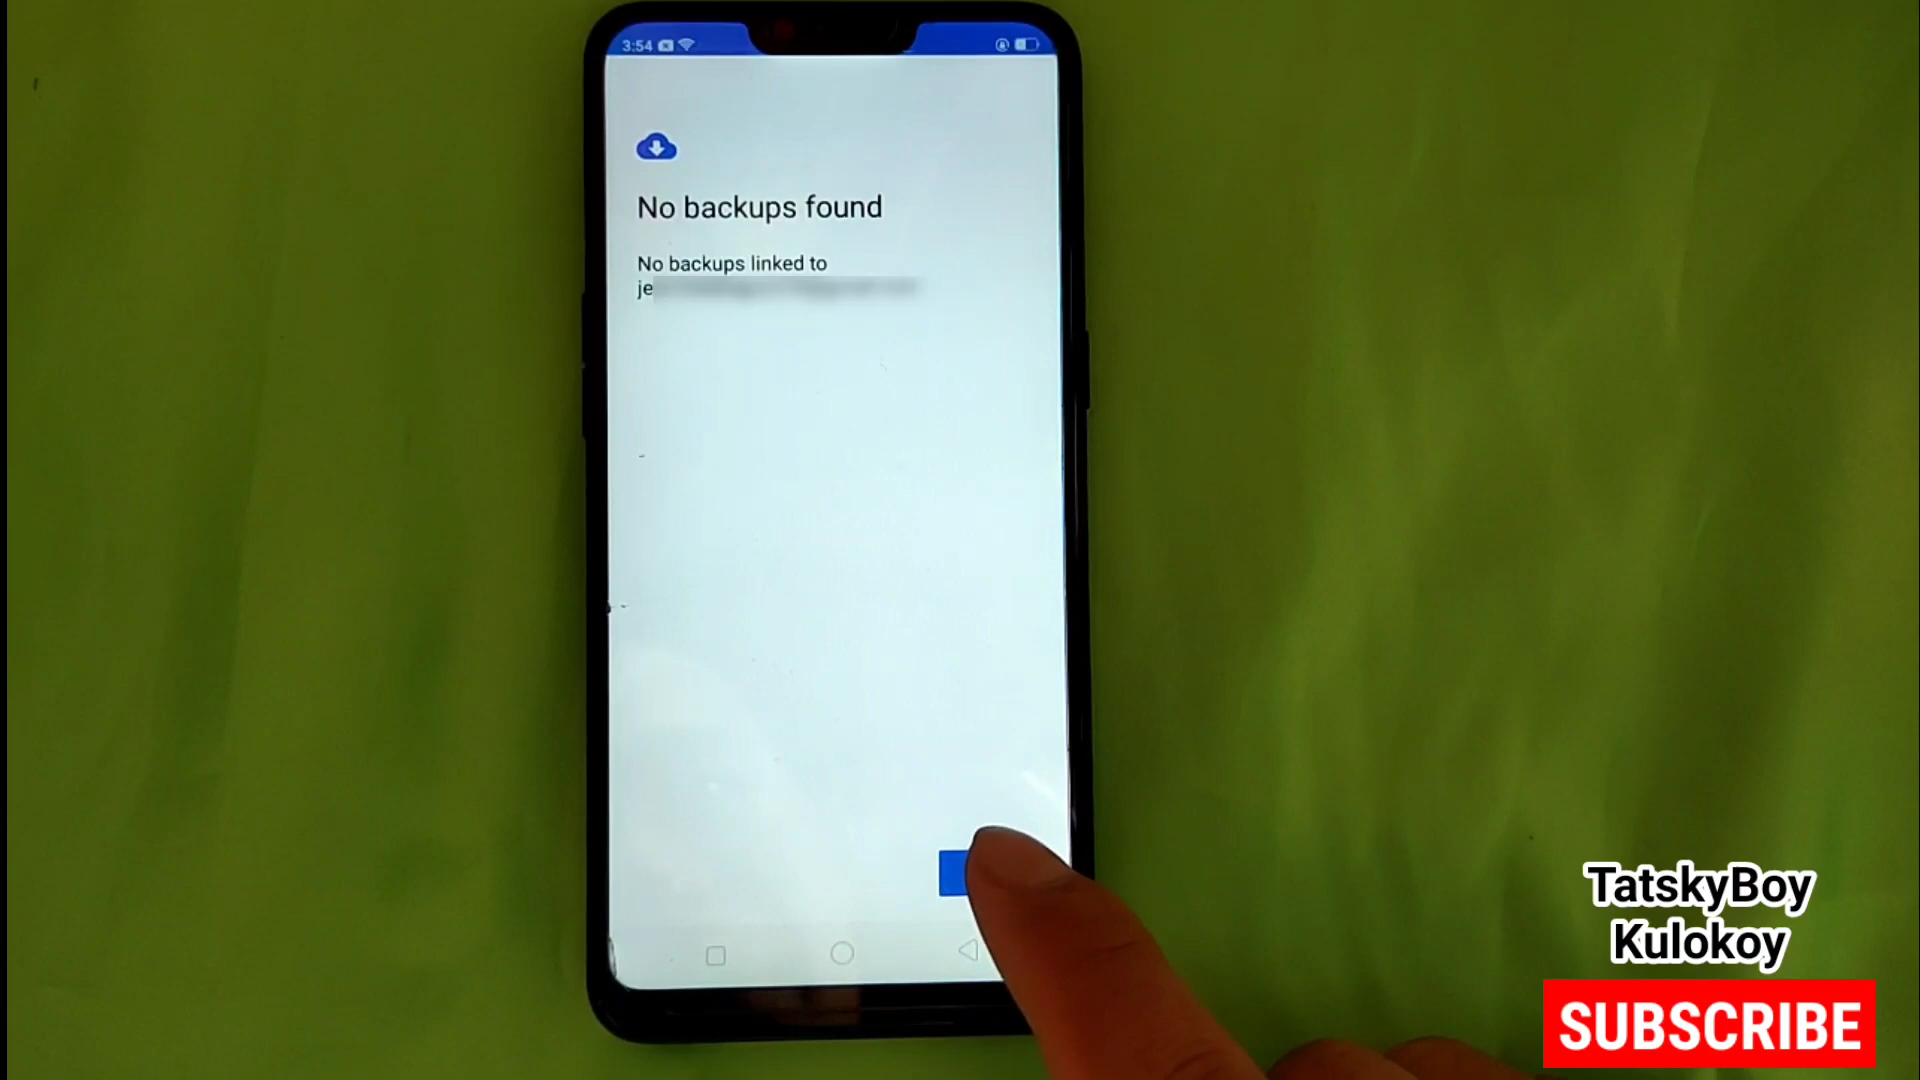 3:54
No backups found
No backups linked to
je
TatskyBoy
Kulokoy
SUBSCRIBE